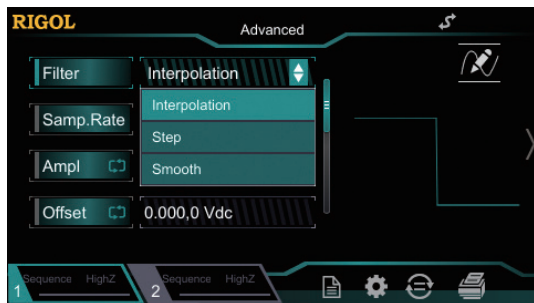 RIGOL
Advanced
Filter Interpolation
Interpolation
Samp.Rate
Step
Smooth
Ampl
Offset 0.000,0 Vdc
Sequence HighZ
1
Sequence HighZ
2